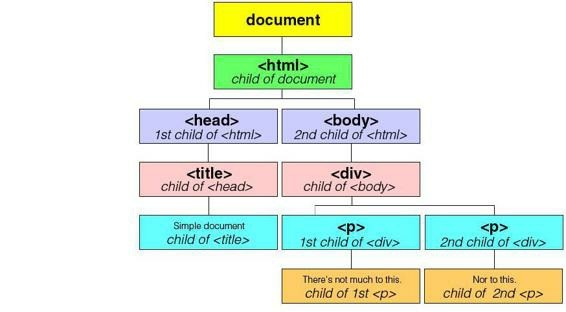 document
<html>
child of document
<head>
1st child of <html>
<body>
2nd child of <html>
<title>
child of <head>
<div>
child of <body>
Simple document
child of <title>
<p>
1st child of <div>
<p>
2nd child of <div>
There's not much to this.
child of 1st <p>
Nor to this.
child of  2nd <p>